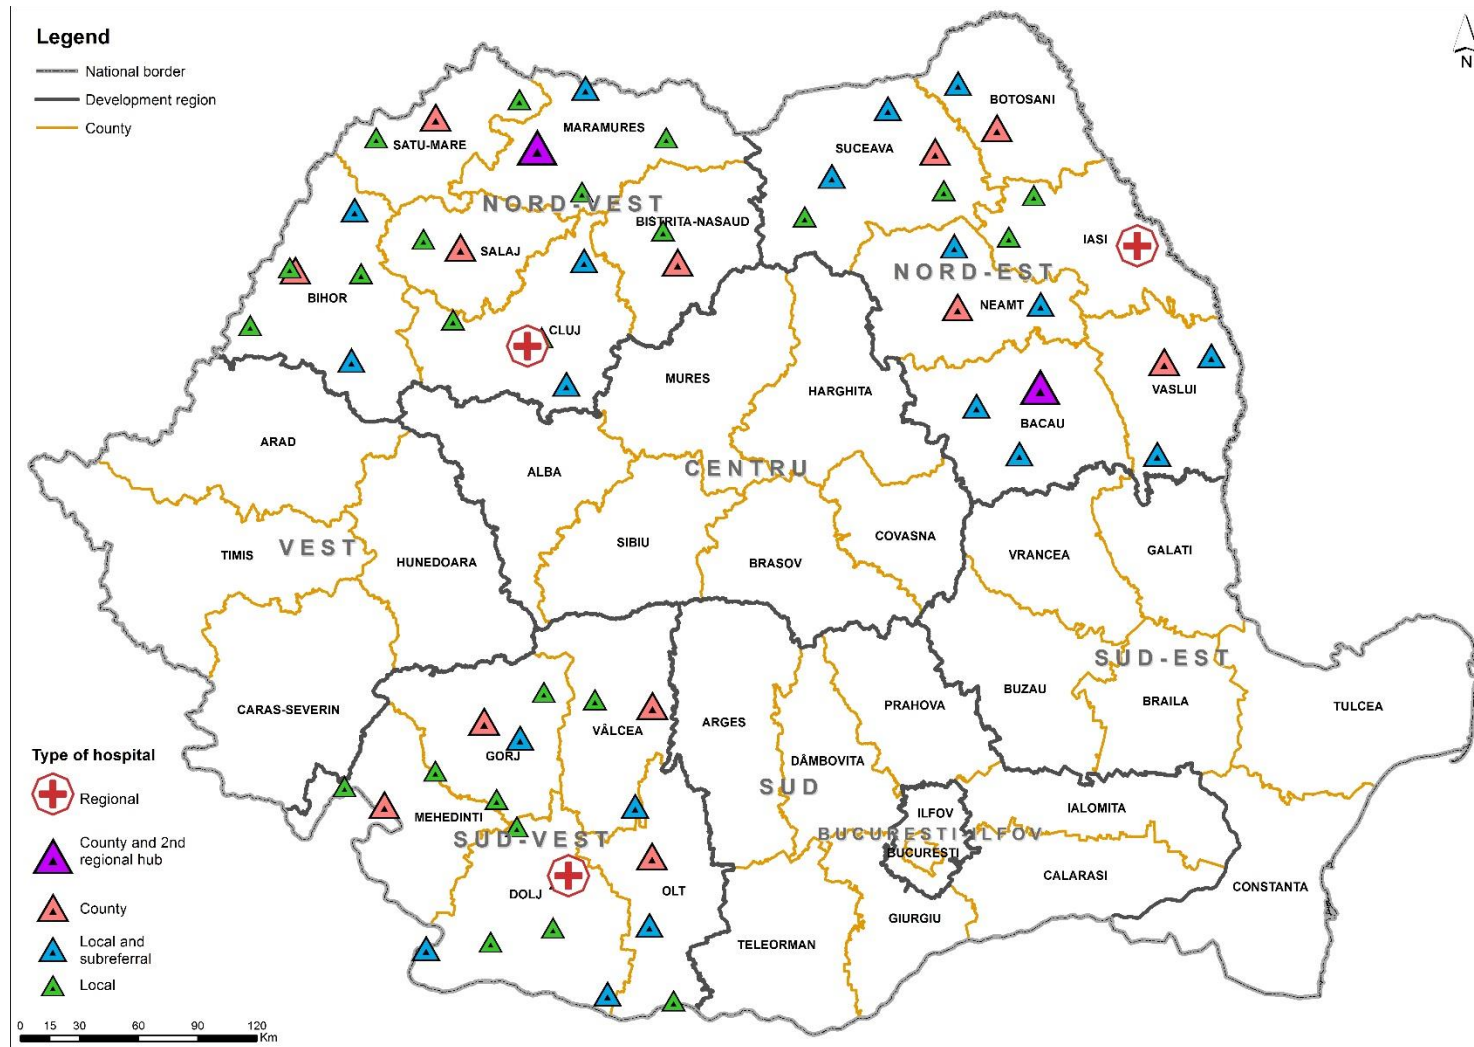 Legend
National border
Development region
County
N
BOTOSANI
MARAMURES
SATU-MARE
SUCEAVA
NORD-VEST
BISTRITA-NASAUD
IASI
SALAJ
NORD-EST
BIHOR
NEAMT
CLUJ
MURES
HARGHITA
VASLUI
BACAU
ARAD
ALBA
CENTRU
COVASNA
SIBIU
VEST
TIMIS
HUNEDOARA
BRASOV
VRANCEA
GALATI
SUD-EST
CARAS-SEVERIN
VÂLCEA
ARGES
PRAHOVA
BUZAU
BRAILA
TULCEA
GORJ
DÂMBOVITA
SUD
MEHEDINTI
SUD-VEST
ILFOV
IALOMITA
BUCURESTI ILFOV
BUCURESTI
CALARASI
CONSTANTA
DOLJ
OLT
GIURGIU
TELEORMAN
Type of hospital
Regional
County and 2nd
regional hub
County
Local and
subreferral
Local
0 15 30 60 90 120
Km